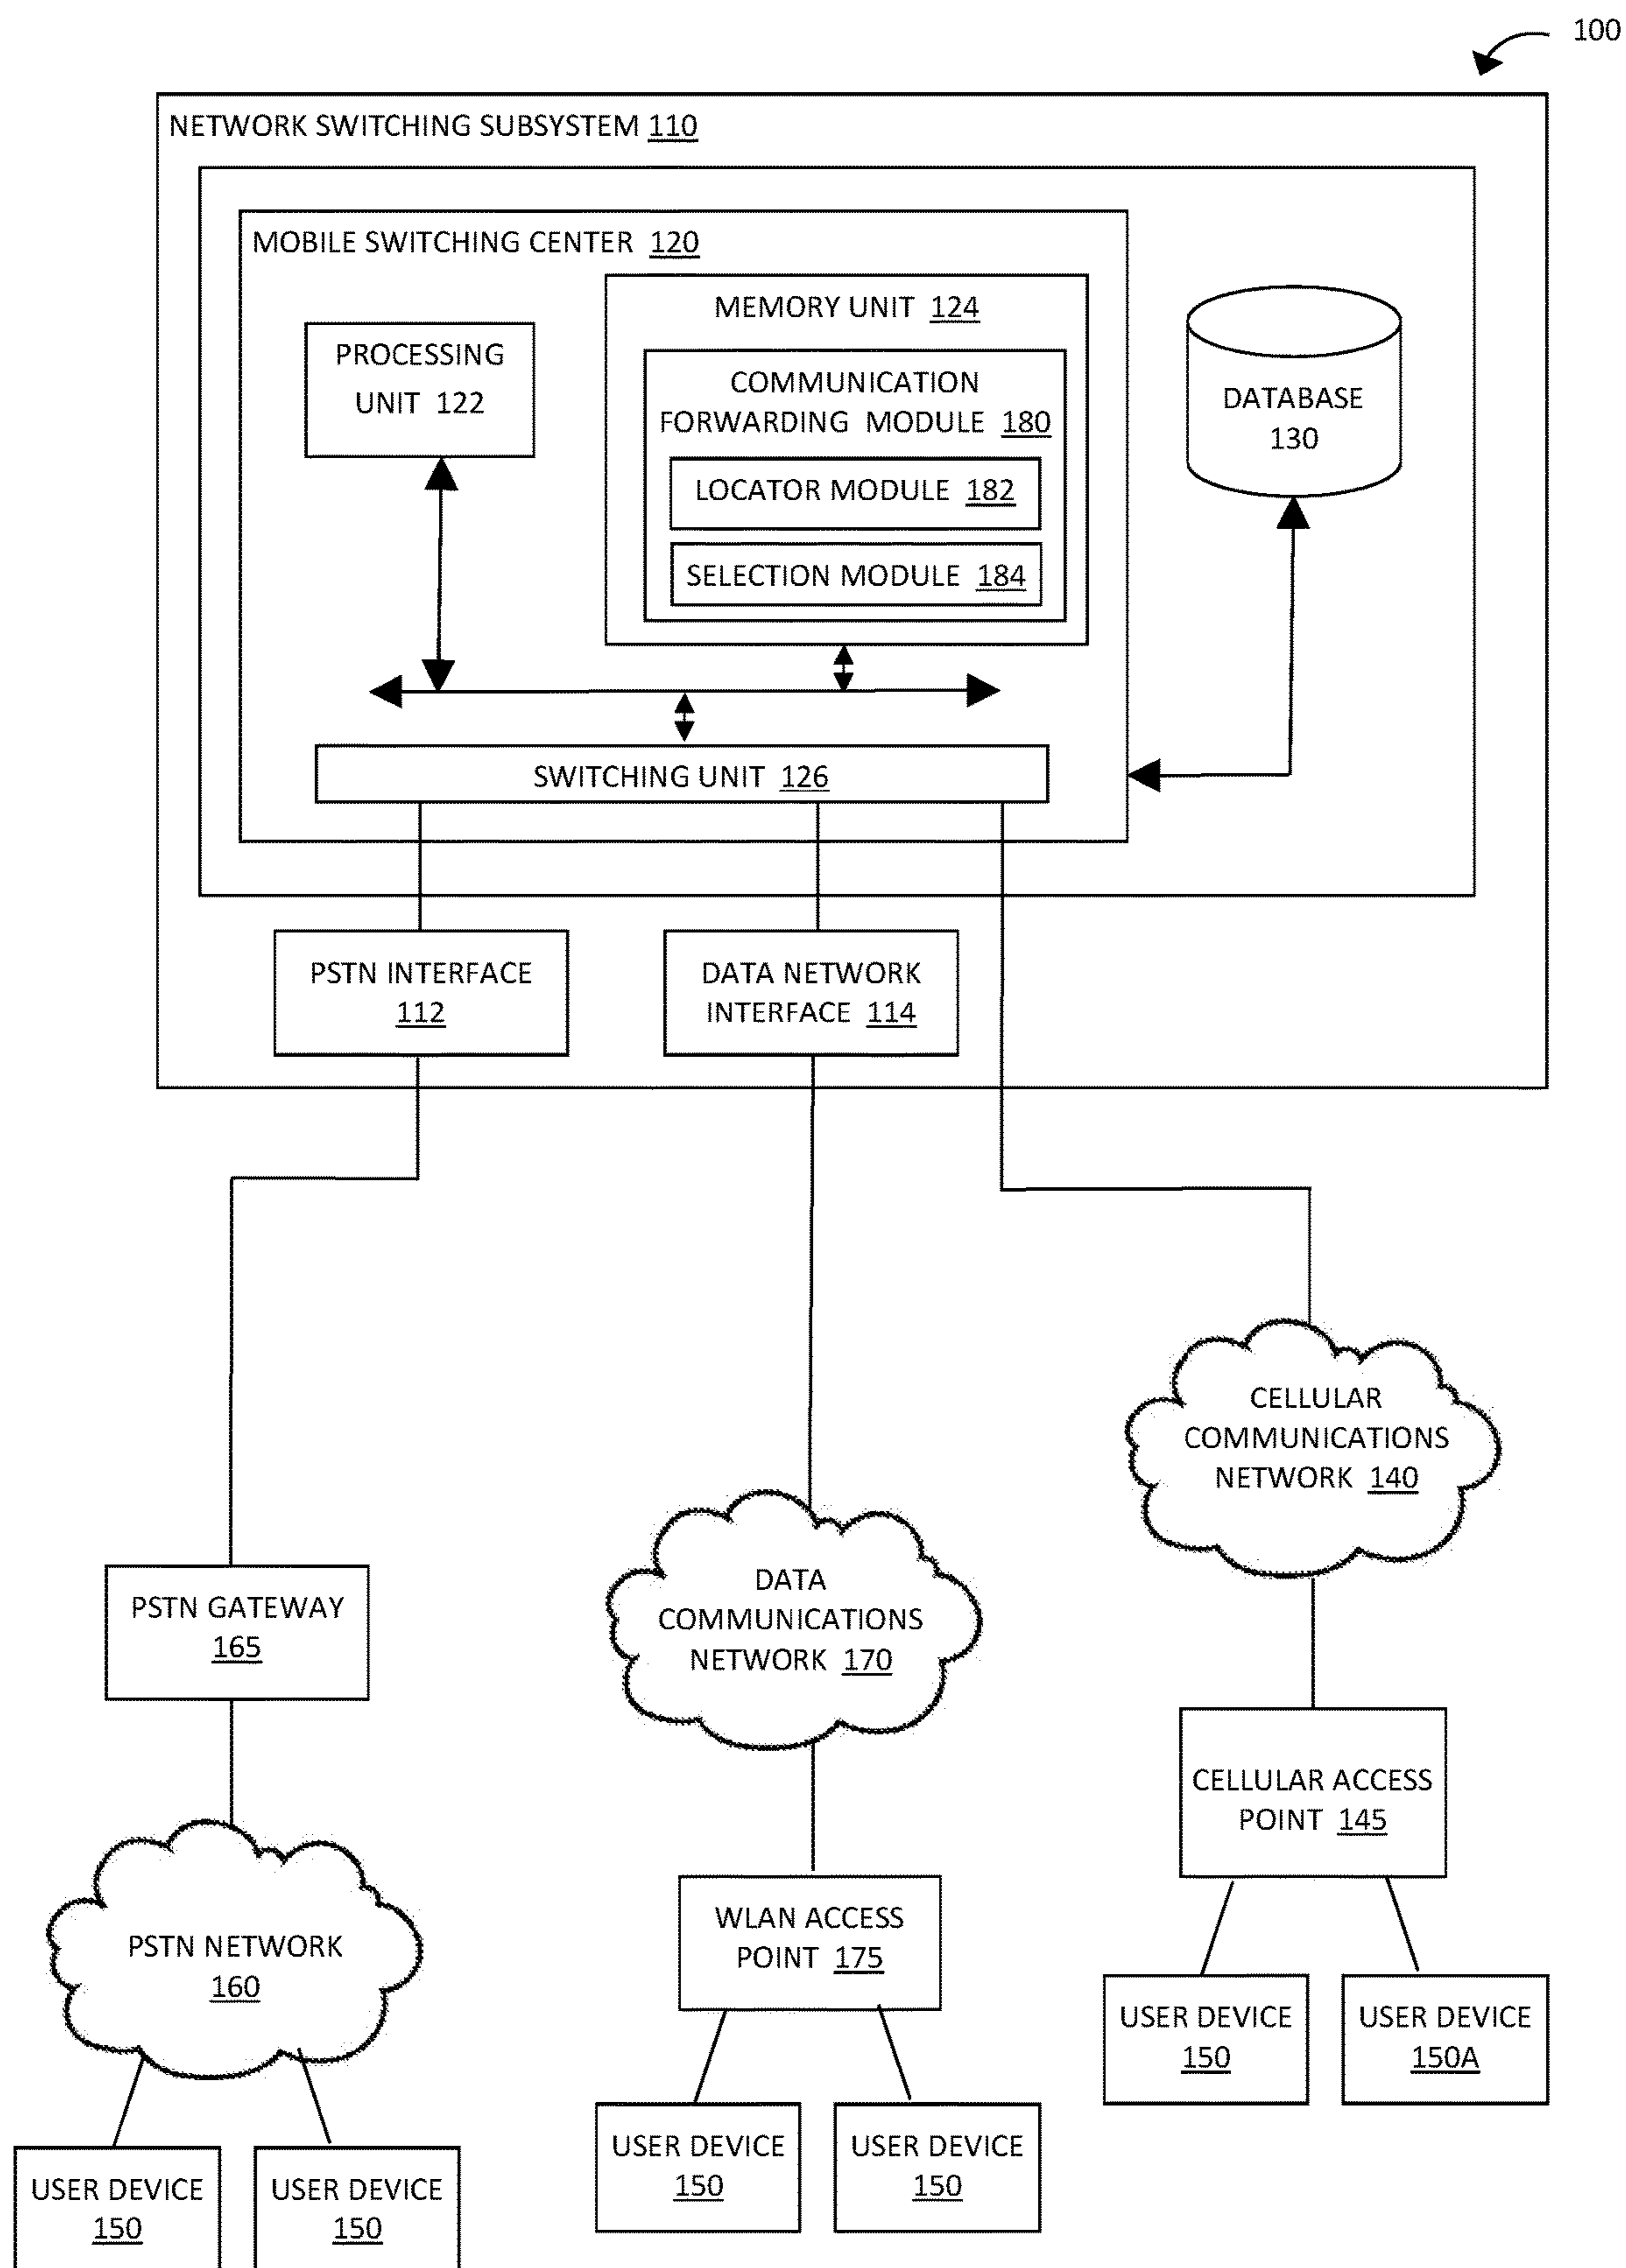 100
NETWORK SWITCHING SUBSYSTEM 110
MOBILE SWITCHING CENTER 120
MEMORY UNIT 124
PROCESSING
UNIT 122
COMMUNICATION
FORWARDING MODULE 180
LOCATOR MODULE 182
SELECTION MODULE 184
DATABASE
130
SWITCHING UNIT 126
PSTN INTERFACE
112
DATA NETWORK
INTERFACE 114
CELLULAR
COMMUNICATIONS
NETWORK 140
DATA
COMMUNICATIONS
NETWORK 170
PSTN GATEWAY
165
CELLULAR ACCESS
POINT 145
WLAN ACCESS
POINT 175
PSTN NETWORK
160
USER DEVICE
150
USER DEVICE
150A
USER DEVICE
150
USER DEVICE
150
USER DEVICE
150
USER DEVICE
150